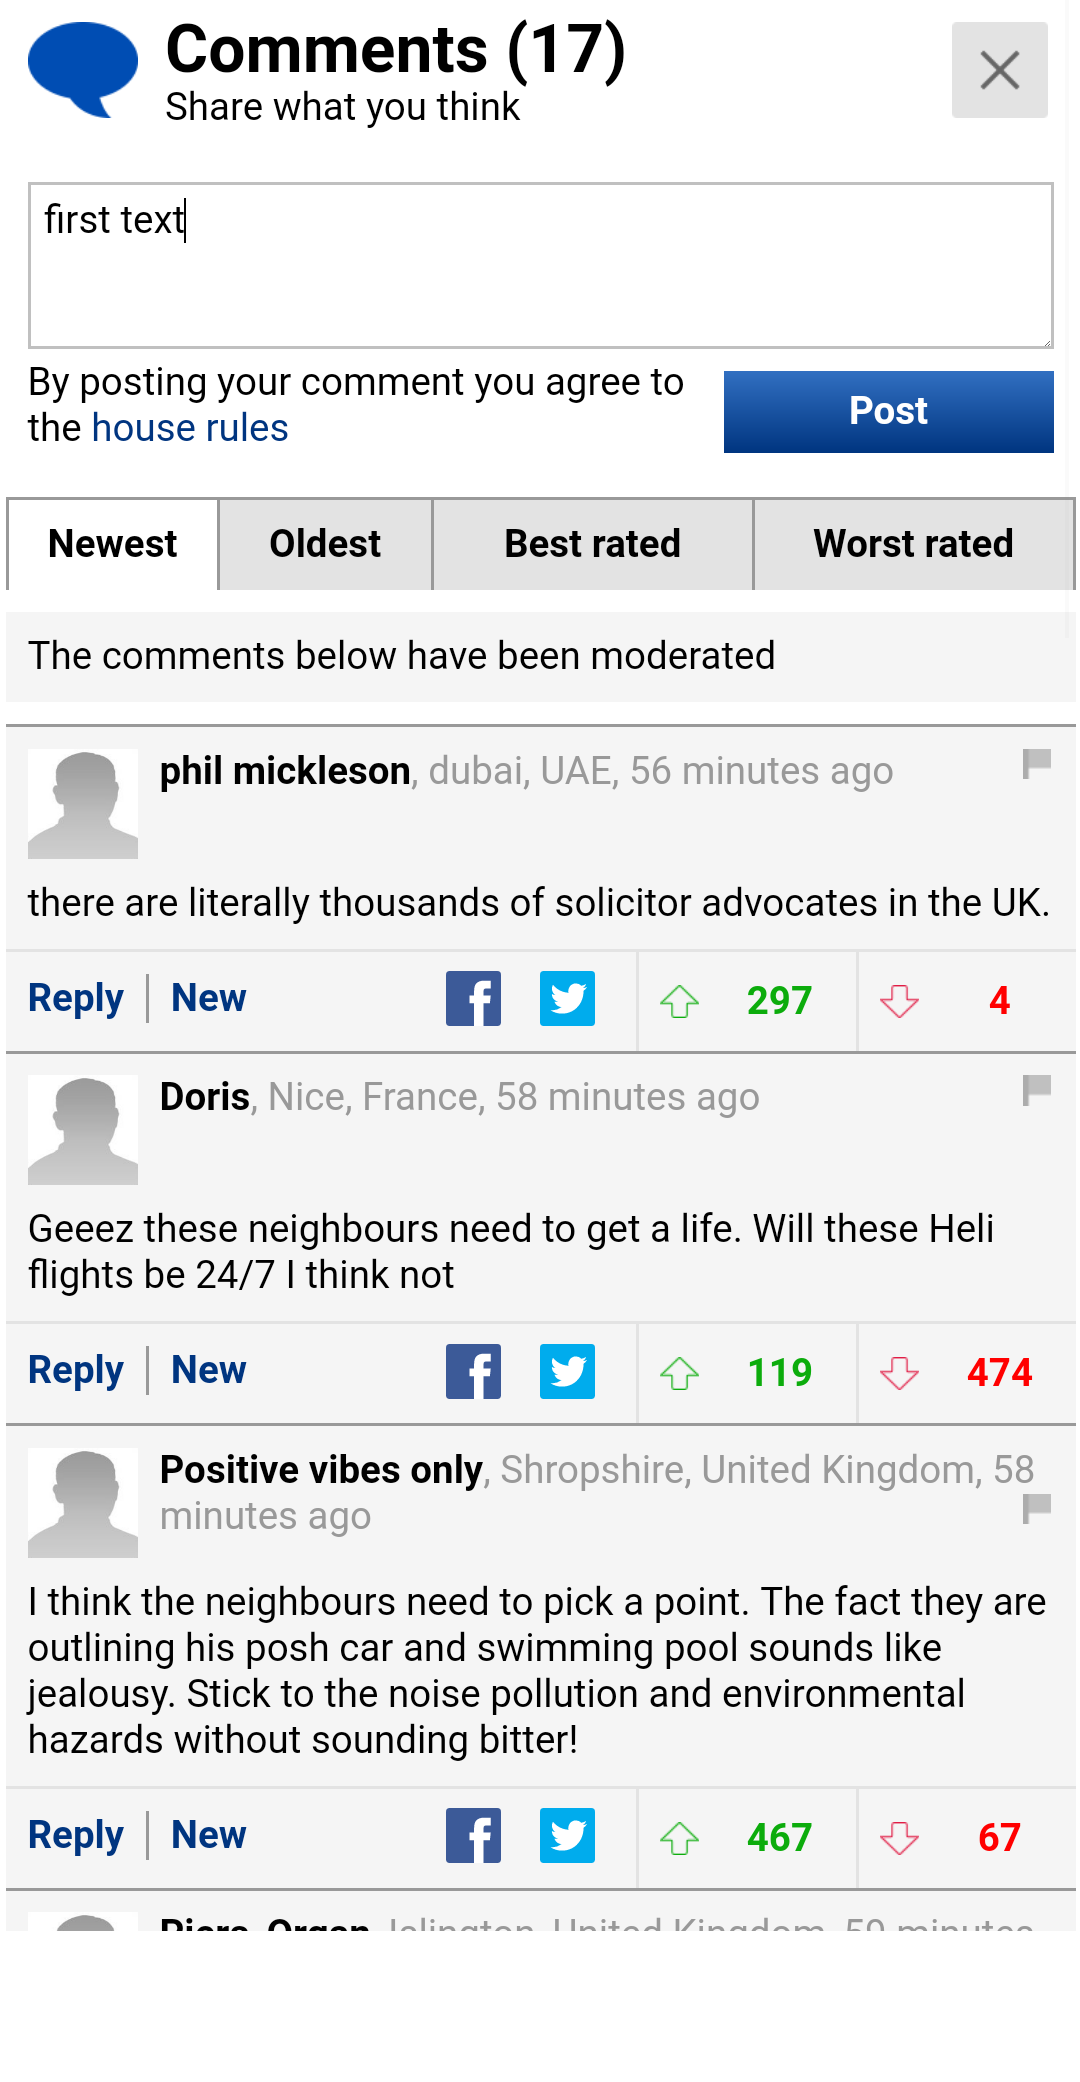 Comments (17)
Share what you think
first text
By posting your comment you agree to
the house rules
Post
Newest
Oldest
Best rated
Worst rated
The comments below have been moderated
phil mickleson, dubai, UAE, 56 minutes ago
there are literally thousands of solicitor advocates in the UK.
Reply
New
297
4
Doris, Nice, France, 58 minutes ago
Geeez these neighbours need to get a life. Will these Heli
flights be 24/7 I think not
Reply
New
119
474
Positive vibes only, Shropshire, United Kingdom, 58
minutes ago
I think the neighbours need to pick a point. The fact they are
outlining his posh car and swimming pool sounds like
jealousy. Stick to the noise pollution and environmental
hazards without sounding bitter!
Reply
New
467
67
Islington, United Kingdom, 59 minutes